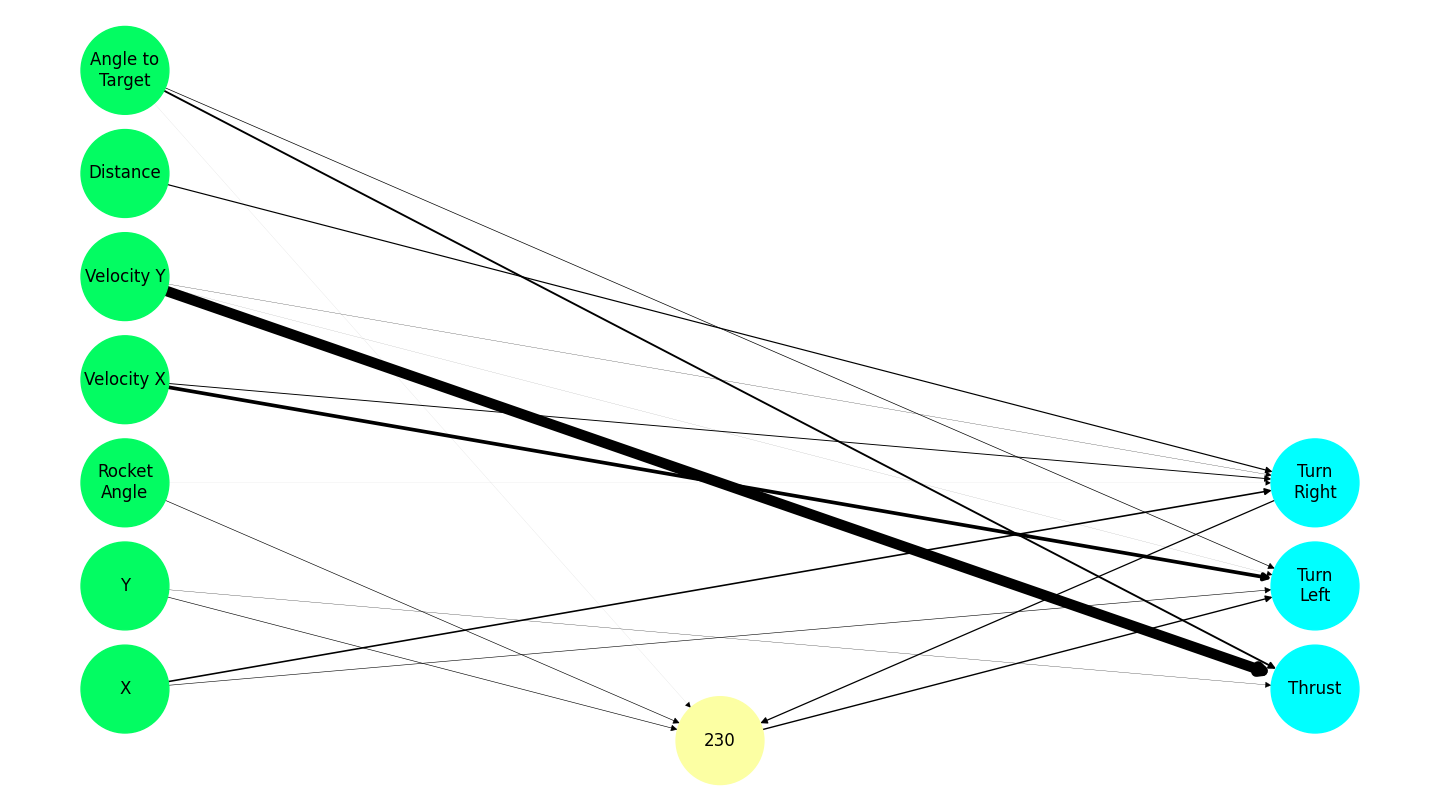 Angle to
Target
Distance
Velocity Y
Velocity X
Rocket
Angle
Y
X
230
Turn
Right
Turn
Left
Thrust